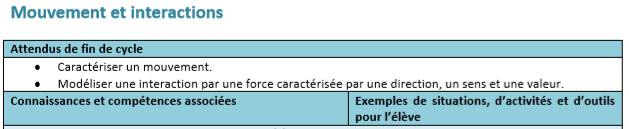 Mouvement et interactions
Attendus de fin de cycle
• Caractériser un mouvement.
• Modéliser une interaction par une force caractérisée par une direction, un sens et une valeur.
Connaissances et compétences associées
Exemples de situations, d'activités et d'outils
pour l'élève